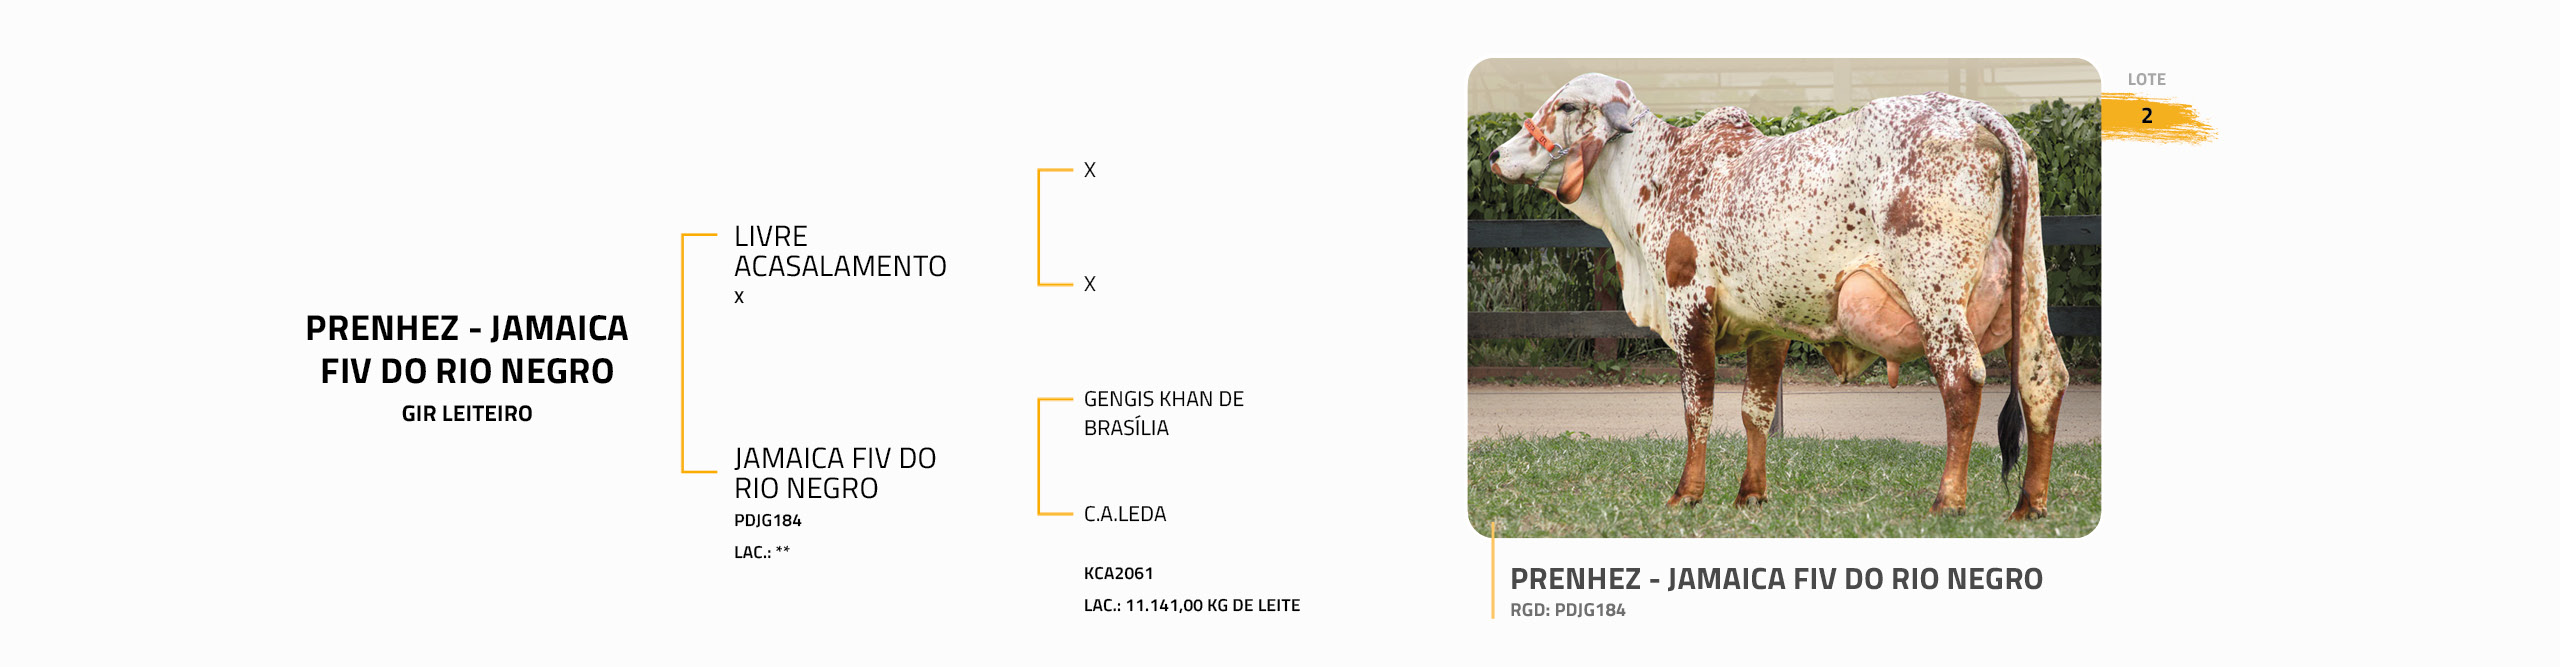 PRENHEZ - JAMAICA
FIV DO RIO NEGRO
GIR LEITEIRO
LIVRE
ACASALAMENTO
X
JAMAICA FIV DO
RIO NEGRO
PDJG184
LAC.: **
X
X
GENGIS KHAN DE
BRASÍLIA
C.A.LEDA
KCA2061
LAC.: 11.141,00 KG DE LEITE
LOTE
2
PRENHEZ - JAMAICA FIV DO RIO NEGRO
RGD: PDJG184